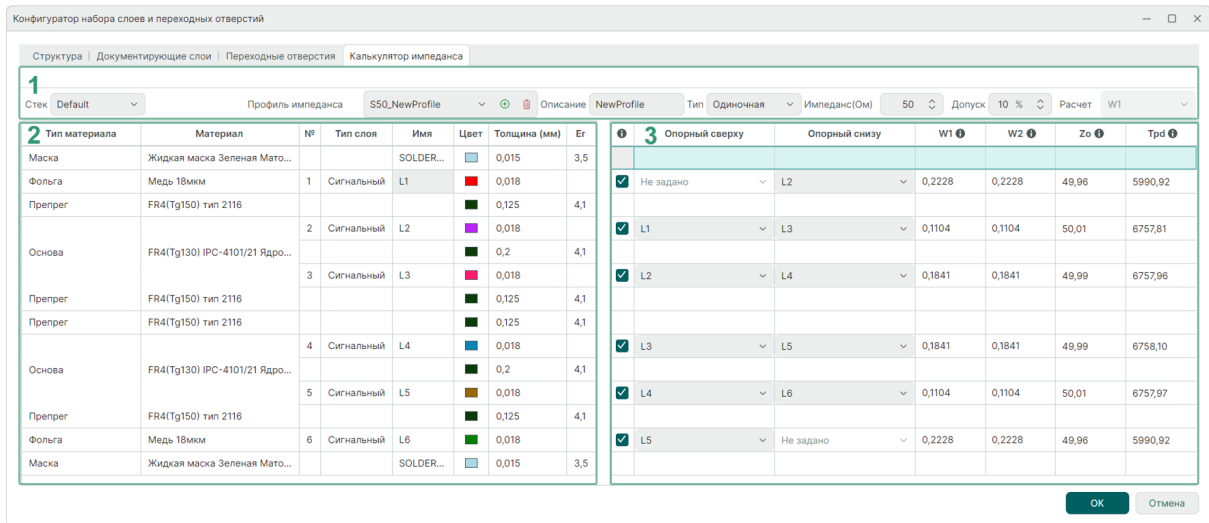 Конфигуратор набора слоев и переходных отверстий
Структура Документирующие слои Переходные отверстия Калькулятор импеданса
1
Стек Default Профиль импеданса S50_NewProfile Описание NewProfile Тип Одиночная Импеданс(Ом) 50 Допуск 10 % Расчет W1
2 Тип материала Материал № Тип слоя Имя Цвет Толщина (мм) Er 3 Опорный сверху Опорный снизу W1 W2 Zo Tpd
Маска Жидкая маска Зеленая Мато... SOLDER... 0,015 3,5
Фольга Медь 18мкм 1 Сигнальный L1 0,018 Не задано L2 0,2228 0,2228 49,96 5990,92
Препрег FR4(Tg150) тип 2116 0,125 4,1
2 Сигнальный L2 0,018 L1 L3 0,1104 0,1104 50,01 6757,81
Основа FR4(Tg130) IPC-4101/21 Ядро... 0,2 4,1
3 Сигнальный L3 0,018 L2 L4 0,1841 0,1841 49,99 6757,96
Препрег FR4(Tg150) тип 2116 0,125 4,1
Препрег FR4(Tg150) тип 2116 0,125 4,1
4 Сигнальный L4 0,018 L3 L5 0,1841 0,1841 49,99 6758,10
Основа FR4(Tg130) IPC-4101/21 Ядро... 0,2 4,1
5 Сигнальный L5 0,018 L4 L6 0,1104 0,1104 50,01 6757,97
Препрег FR4(Tg150) тип 2116 0,125 4,1
Фольга Медь 18мкм 6 Сигнальный L6 0,018 L5 Не задано 0,2228 0,2228 49,96 5990,92
Маска Жидкая маска Зеленая Мато... SOLDER... 0,015 3,5
ОК Отмена